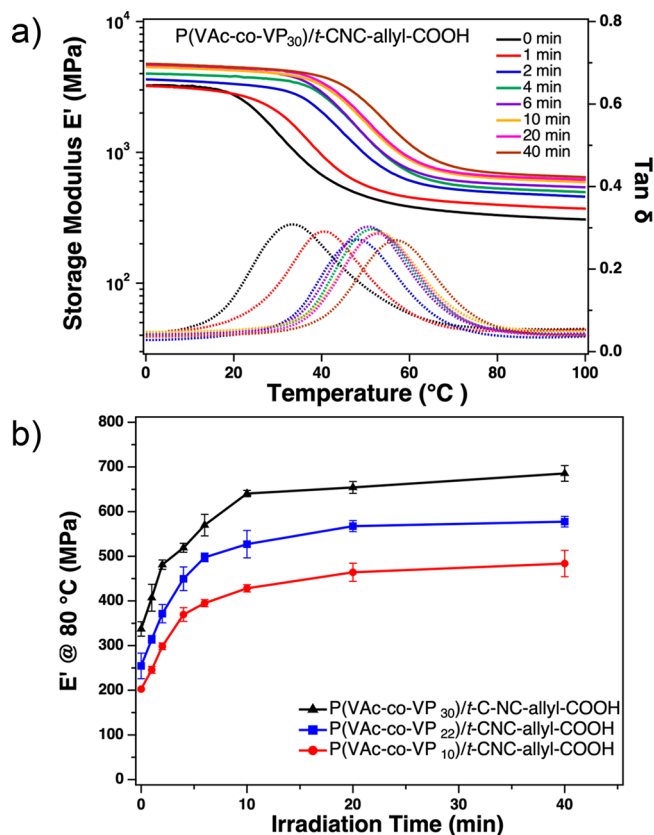 a)
P(VAc-co-VP30)/t-CNC-allyl-COOH
0 min
1 min
2 min
4 min
6 min
10 min
20 min
40 min
Storage Modulus E' (MPa)
10^4
10^3
10^2
Tan δ
0.8
0.6
0.4
0.2
0.0
0 20 40 60 80 100
Temperature (°C )
b)
E' @ 80 °C (MPa)
800
700
600
500
400
300
200
100
0
P(VAc-co-VP 30)/t-C-NC-allyl-COOH
P(VAc-co-VP 22)/t-CNC-allyl-COOH
P(VAc-co-VP 10)/t-CNC-allyl-COOH
0 10 20 30 40
Irradiation Time (min)